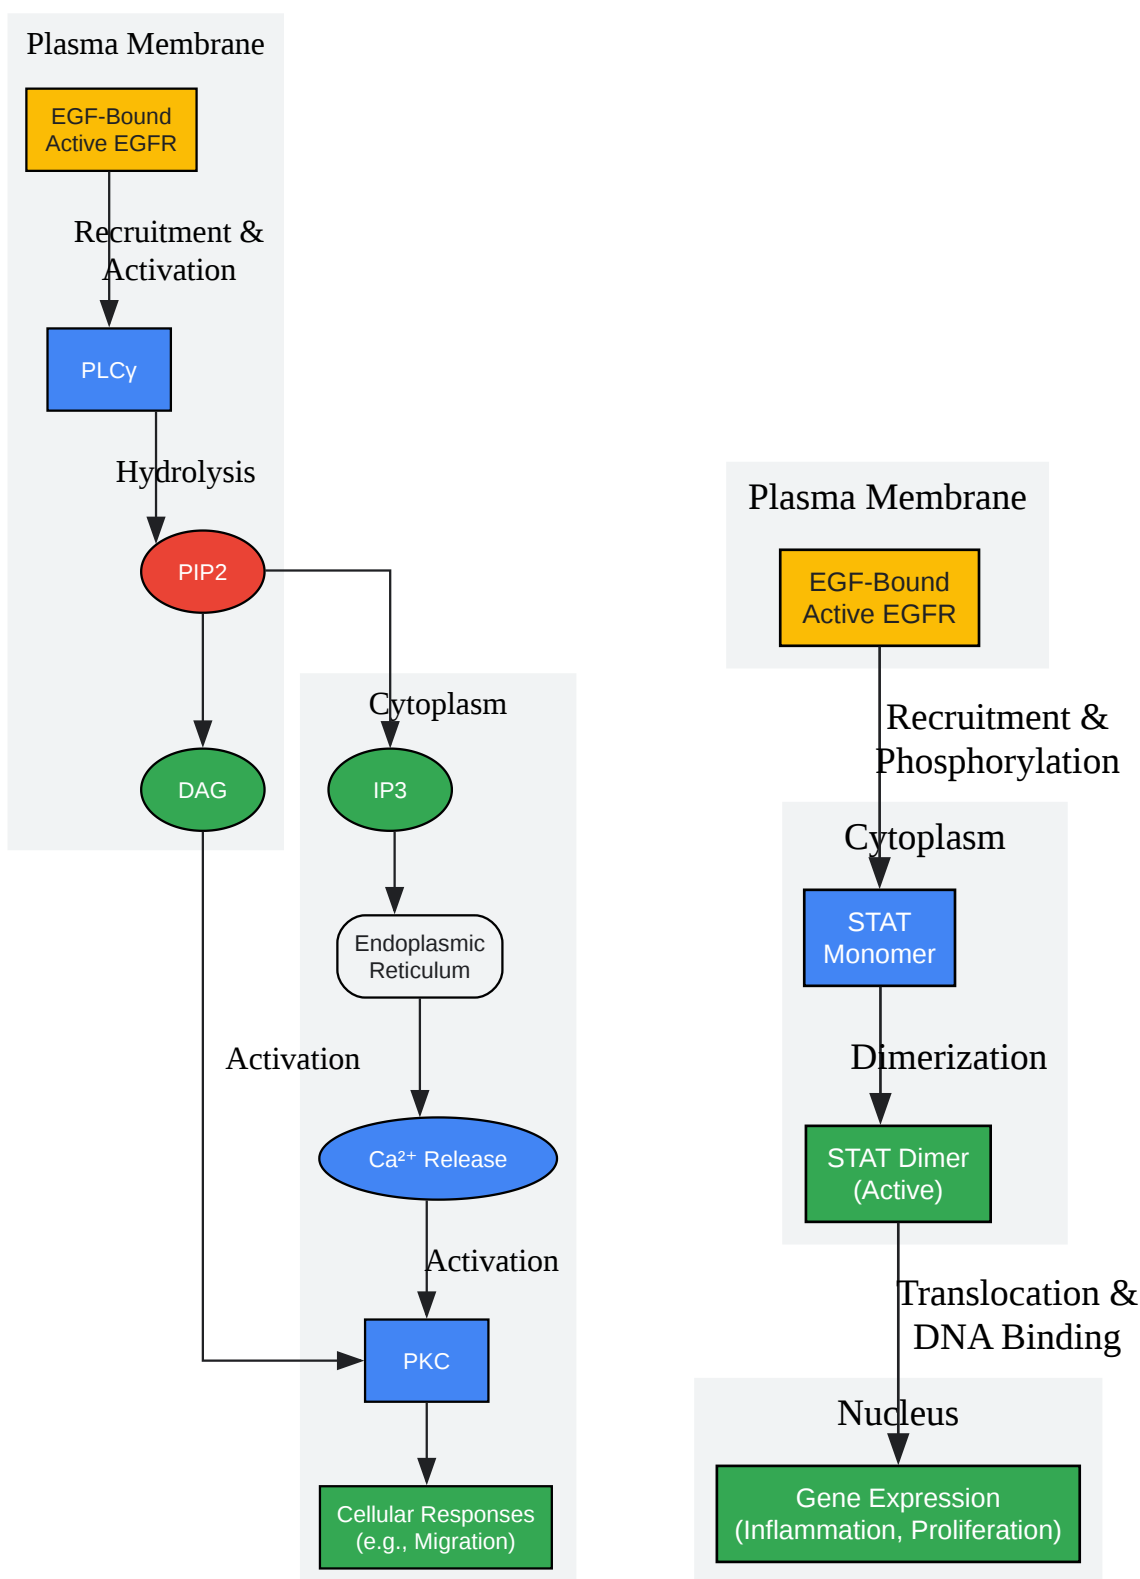 Plasma Membrane
EGF-Bound
Active EGFR
Recruitment &
Activation
PLCγ
Hydrolysis
PIP2
DAG
Cytoplasm
IP3
Endoplasmic
Reticulum
Activation
Ca²⁺ Release
Activation
PKC
Cellular Responses
(e.g., Migration)
Plasma Membrane
EGF-Bound
Active EGFR
Recruitment &
Phosphorylation
Cytoplasm
STAT
Monomer
Dimerization
STAT Dimer
(Active)
Translocation &
DNA Binding
Nucleus
Gene Expression
(Inflammation, Proliferation)